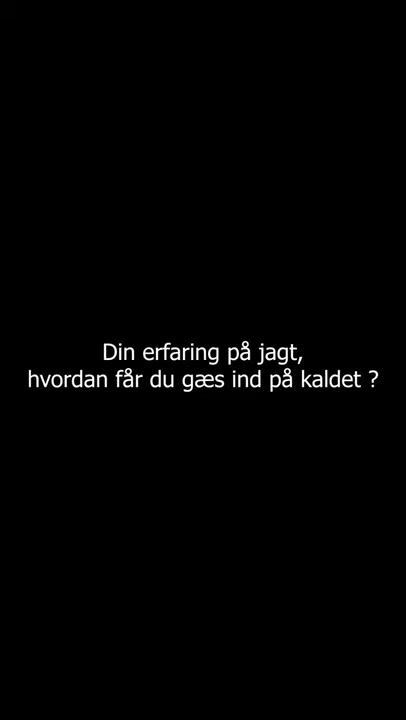 Din erfaring på jagt,
hvordan får du gæs ind på kaldet ?